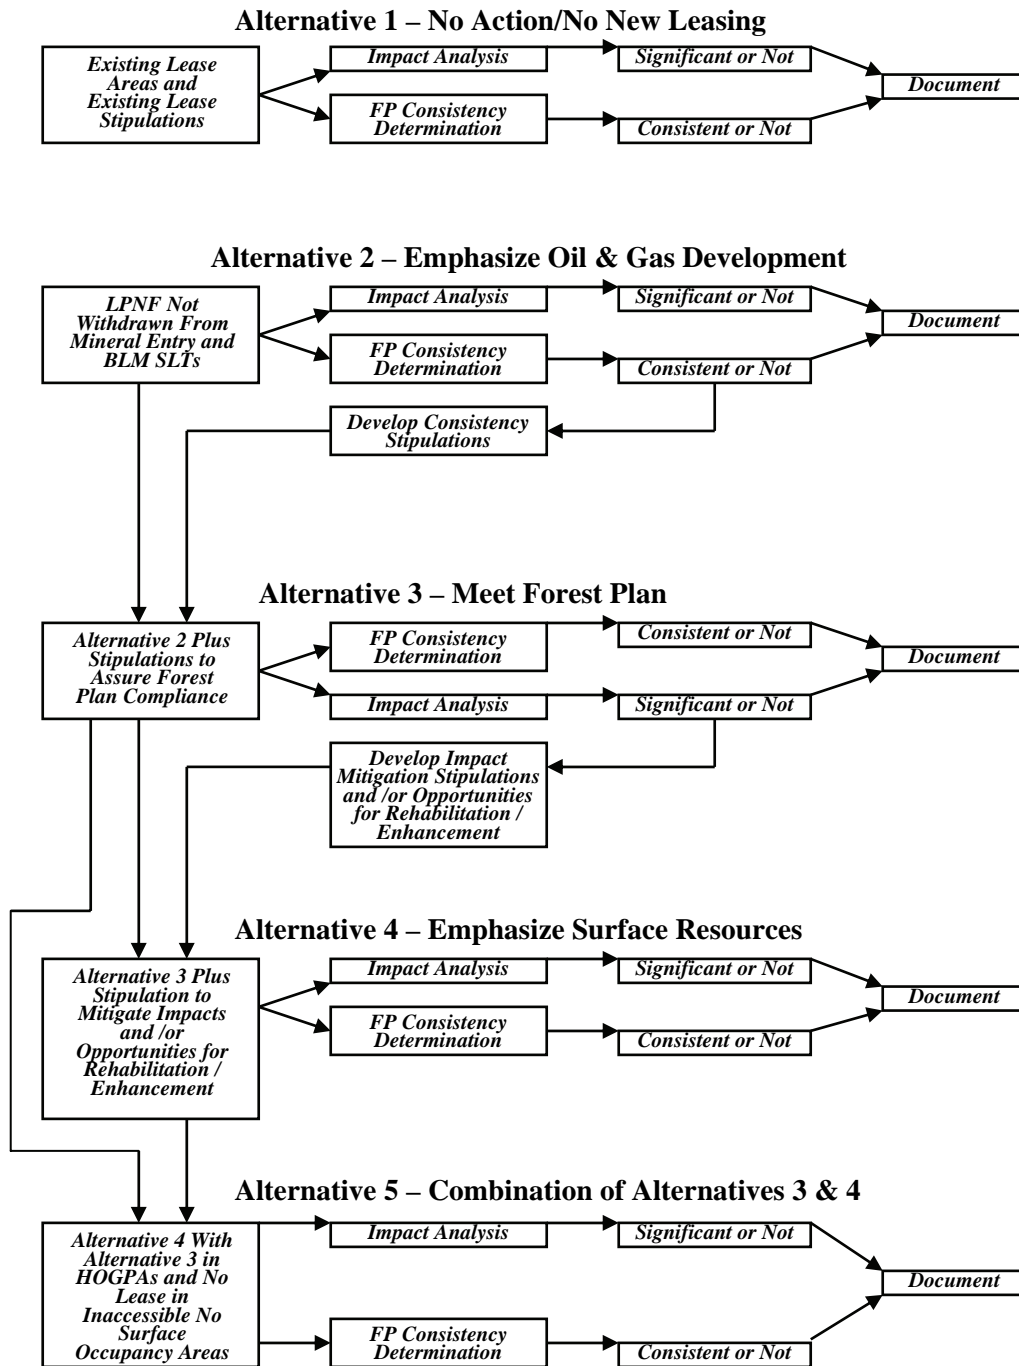 Alternative 1 – No Action/No New Leasing
Existing Lease
Areas and
Existing Lease
Stipulations
Impact Analysis
Significant or Not
FP Consistency
Determination
Consistent or Not
Document
Alternative 2 – Emphasize Oil & Gas Development
LPNF Not
Withdrawn From
Mineral Entry and
BLM SLTs
Impact Analysis
Significant or Not
FP Consistency
Determination
Consistent or Not
Document
Develop Consistency
Stipulations
Alternative 3 – Meet Forest Plan
Alternative 2 Plus
Stipulations to
Assure Forest
Plan Compliance
FP Consistency
Determination
Consistent or Not
Impact Analysis
Significant or Not
Document
Develop Impact
Mitigation Stipulations
and /or Opportunities
for Rehabilitation /
Enhancement
Alternative 4 – Emphasize Surface Resources
Alternative 3 Plus
Stipulation to
Mitigate Impacts
and /or
Opportunities for
Rehabilitation /
Enhancement
Impact Analysis
Significant or Not
FP Consistency
Determination
Consistent or Not
Document
Alternative 5 – Combination of Alternatives 3 & 4
Alternative 4 With
Alternative 3 in
HOGPAs and No
Lease in
Inaccessible No
Surface
Occupancy Areas
Impact Analysis
Significant or Not
FP Consistency
Determination
Consistent or Not
Document